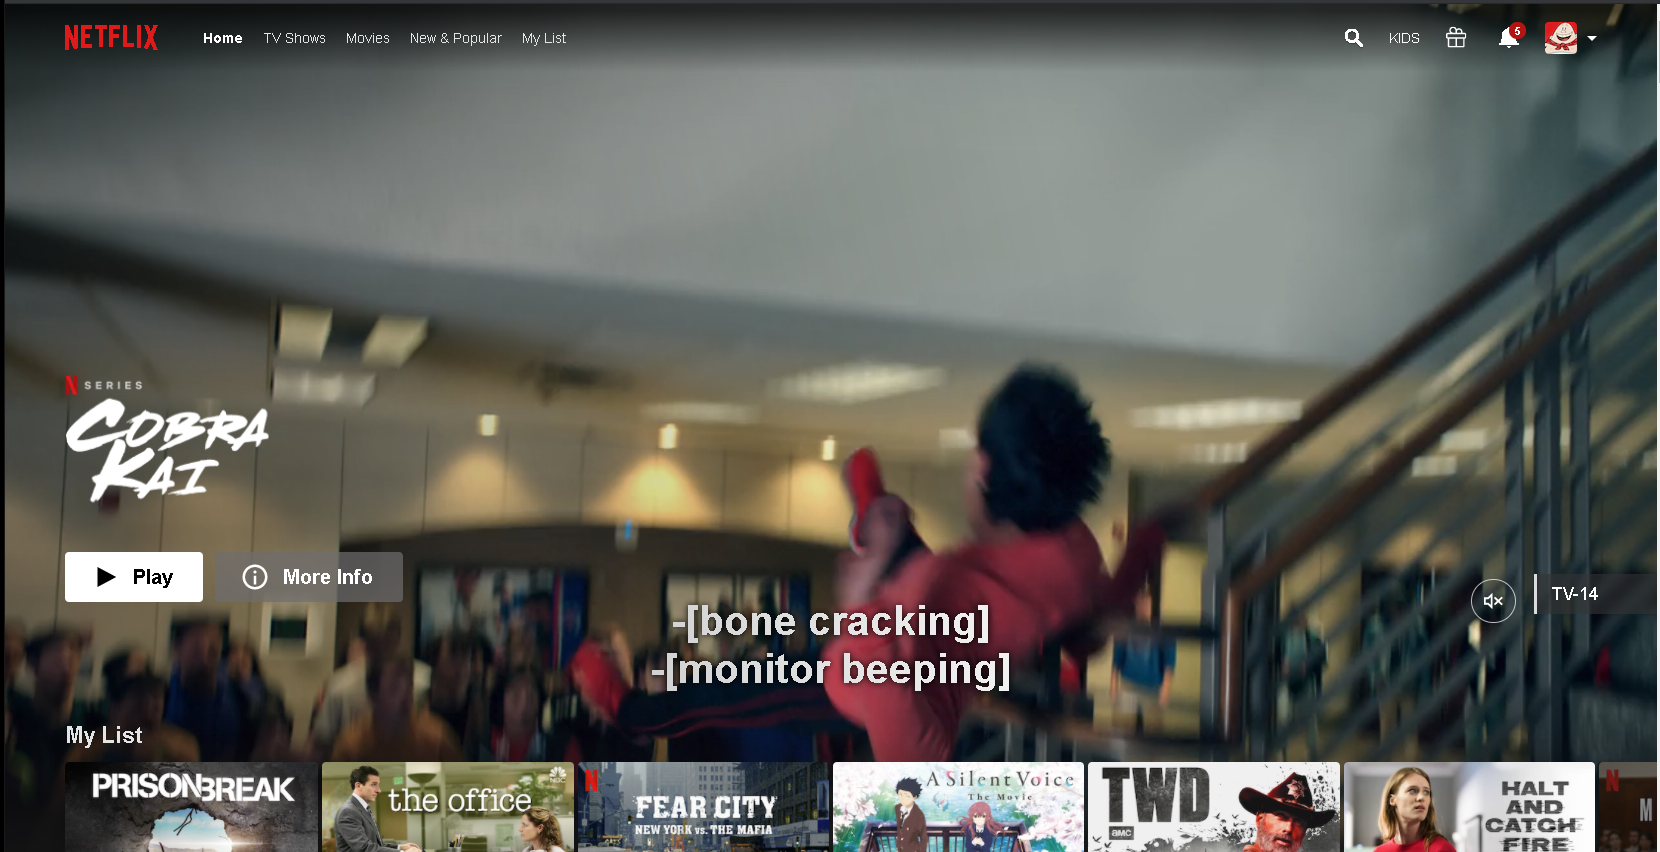 NETFLIX
Home TV Shows Movies New & Popular My List
KIDS
5
N SERIES
COBRA
KAI
Play
More Info
TV-14
-[bone cracking]
-[monitor beeping]
My List
PRISON BREAK
the office
NBC
N
FEAR CITY
NEW YORK vs. THE MAFIA
A Silent Voice
The Movie
TWD
amc
HALT
AND
CATCH
FIRE
N
M